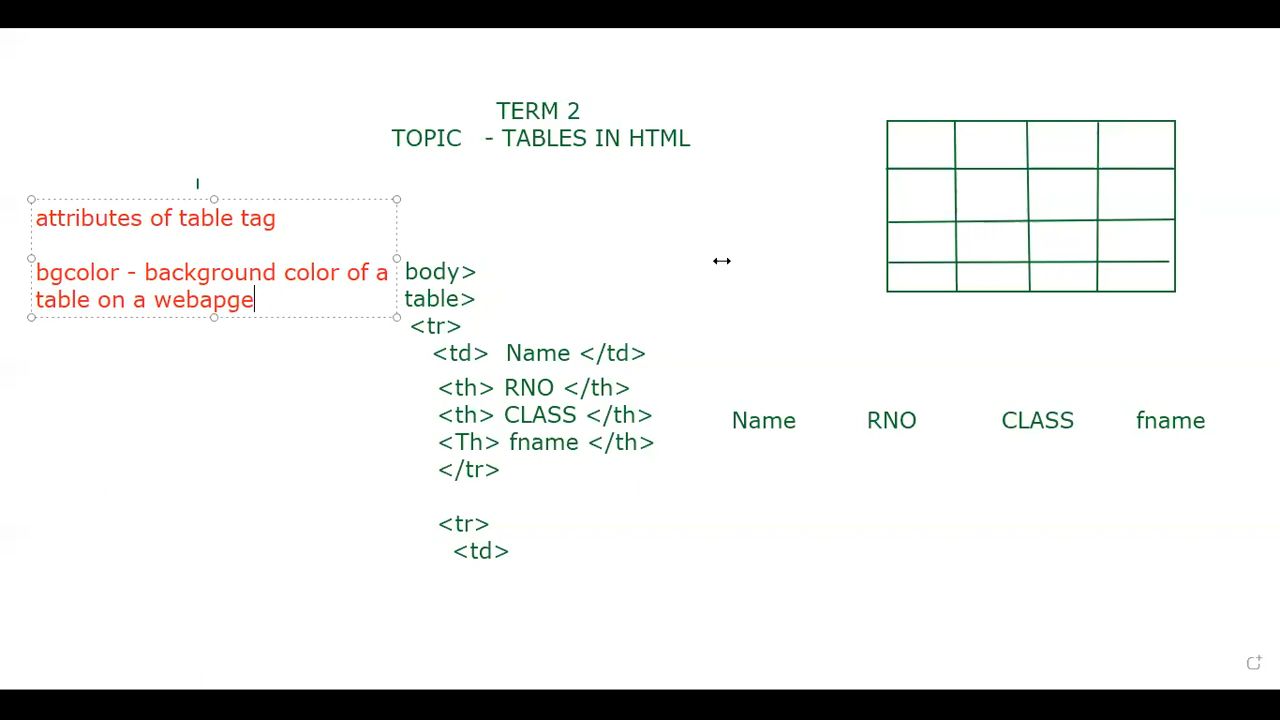 TERM 2
TOPIC - TABLES IN HTML
attributes of table tag
bgcolor - background color of a
table on a webapge
body>
table>
<tr>
<td> Name </td>
<th> RNO </th>
<th> CLASS </th>
<Th> fname </th>
</tr>
<tr>
<td>
Name RNO CLASS fname